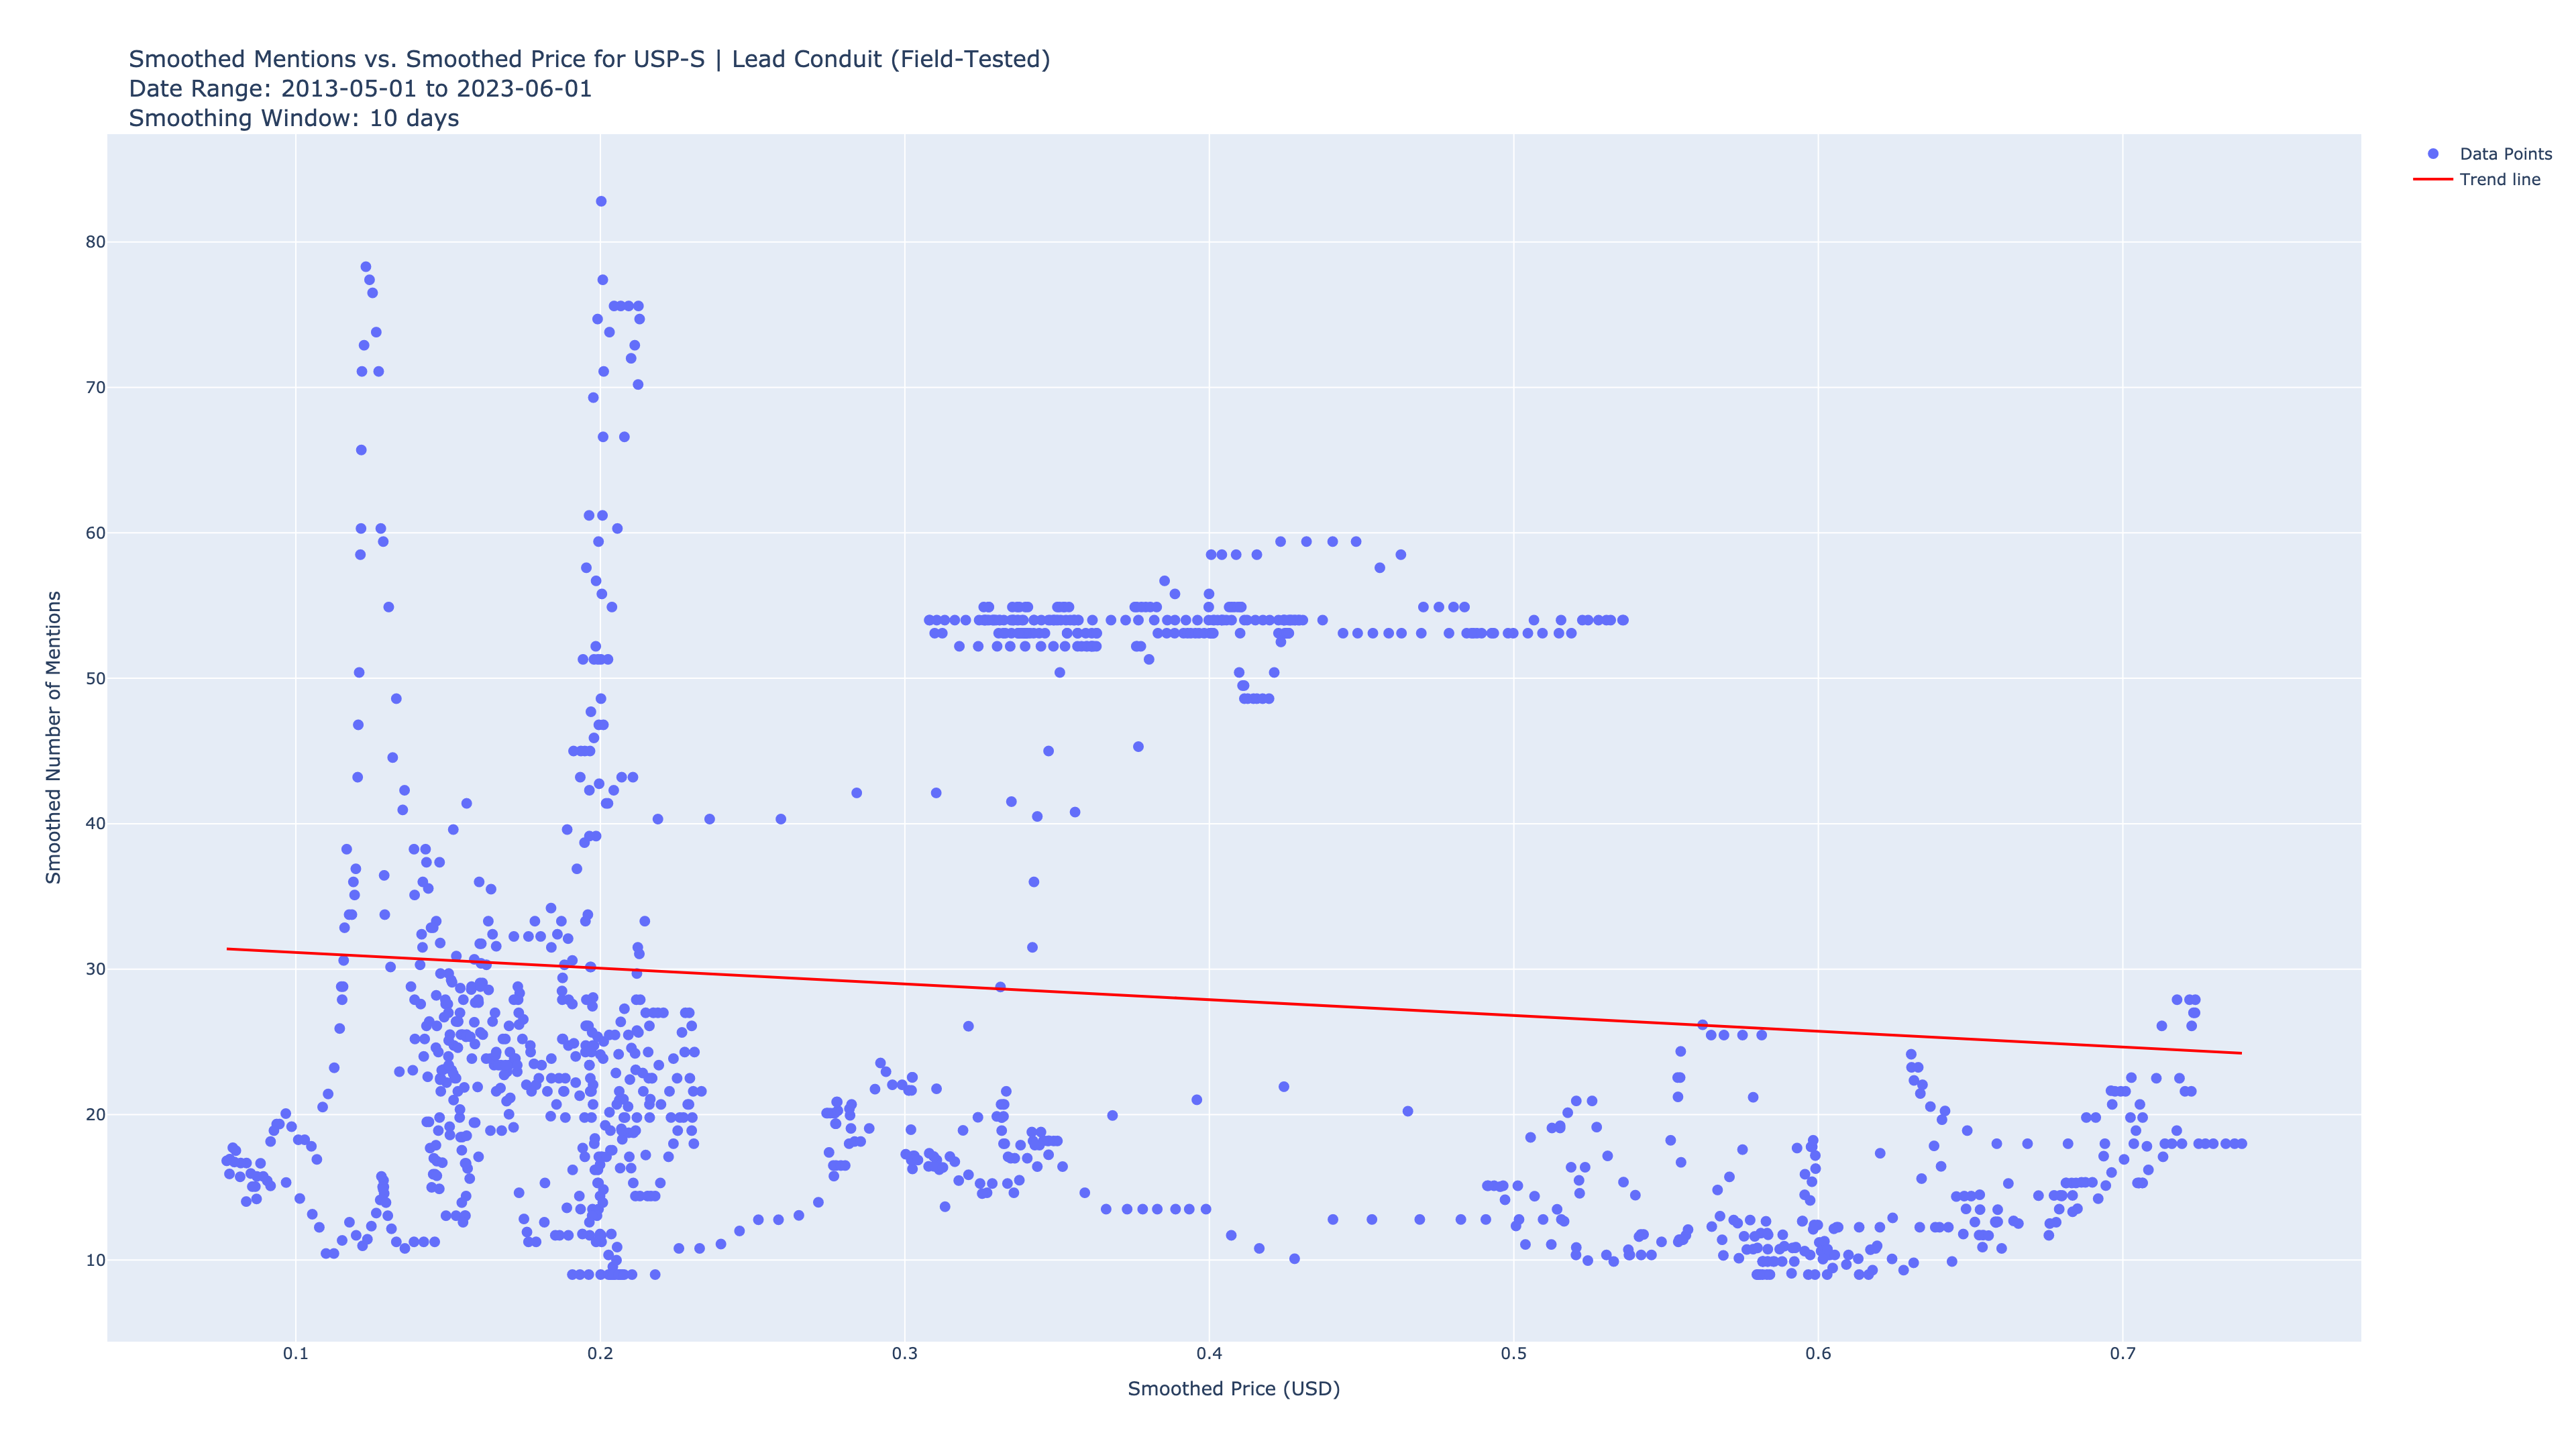 Smoothed Mentions vs. Smoothed Price for USP-S | Lead Conduit (Field-Tested)
Date Range: 2013-05-01 to 2023-06-01
Smoothing Window: 10 days
Data Points
Trend line
Smoothed Number of Mentions
80
70
60
50
40
30
20
10
0.1
0.2
0.3
0.4
0.5
0.6
0.7
Smoothed Price (USD)